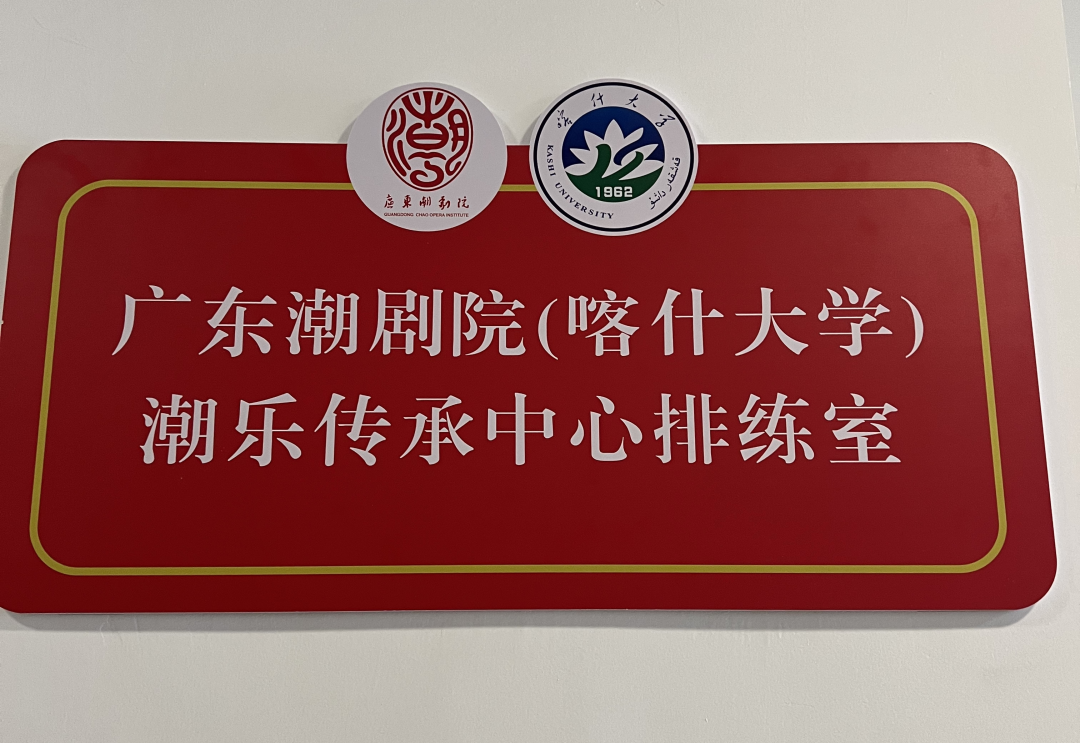 廣東潮劇院
GUANGDONG CHAO OPERA INSTITUTE
喀什大学
KASHI UNIVERSITY
1962
广东潮剧院(喀什大学)
潮乐传承中心排练室